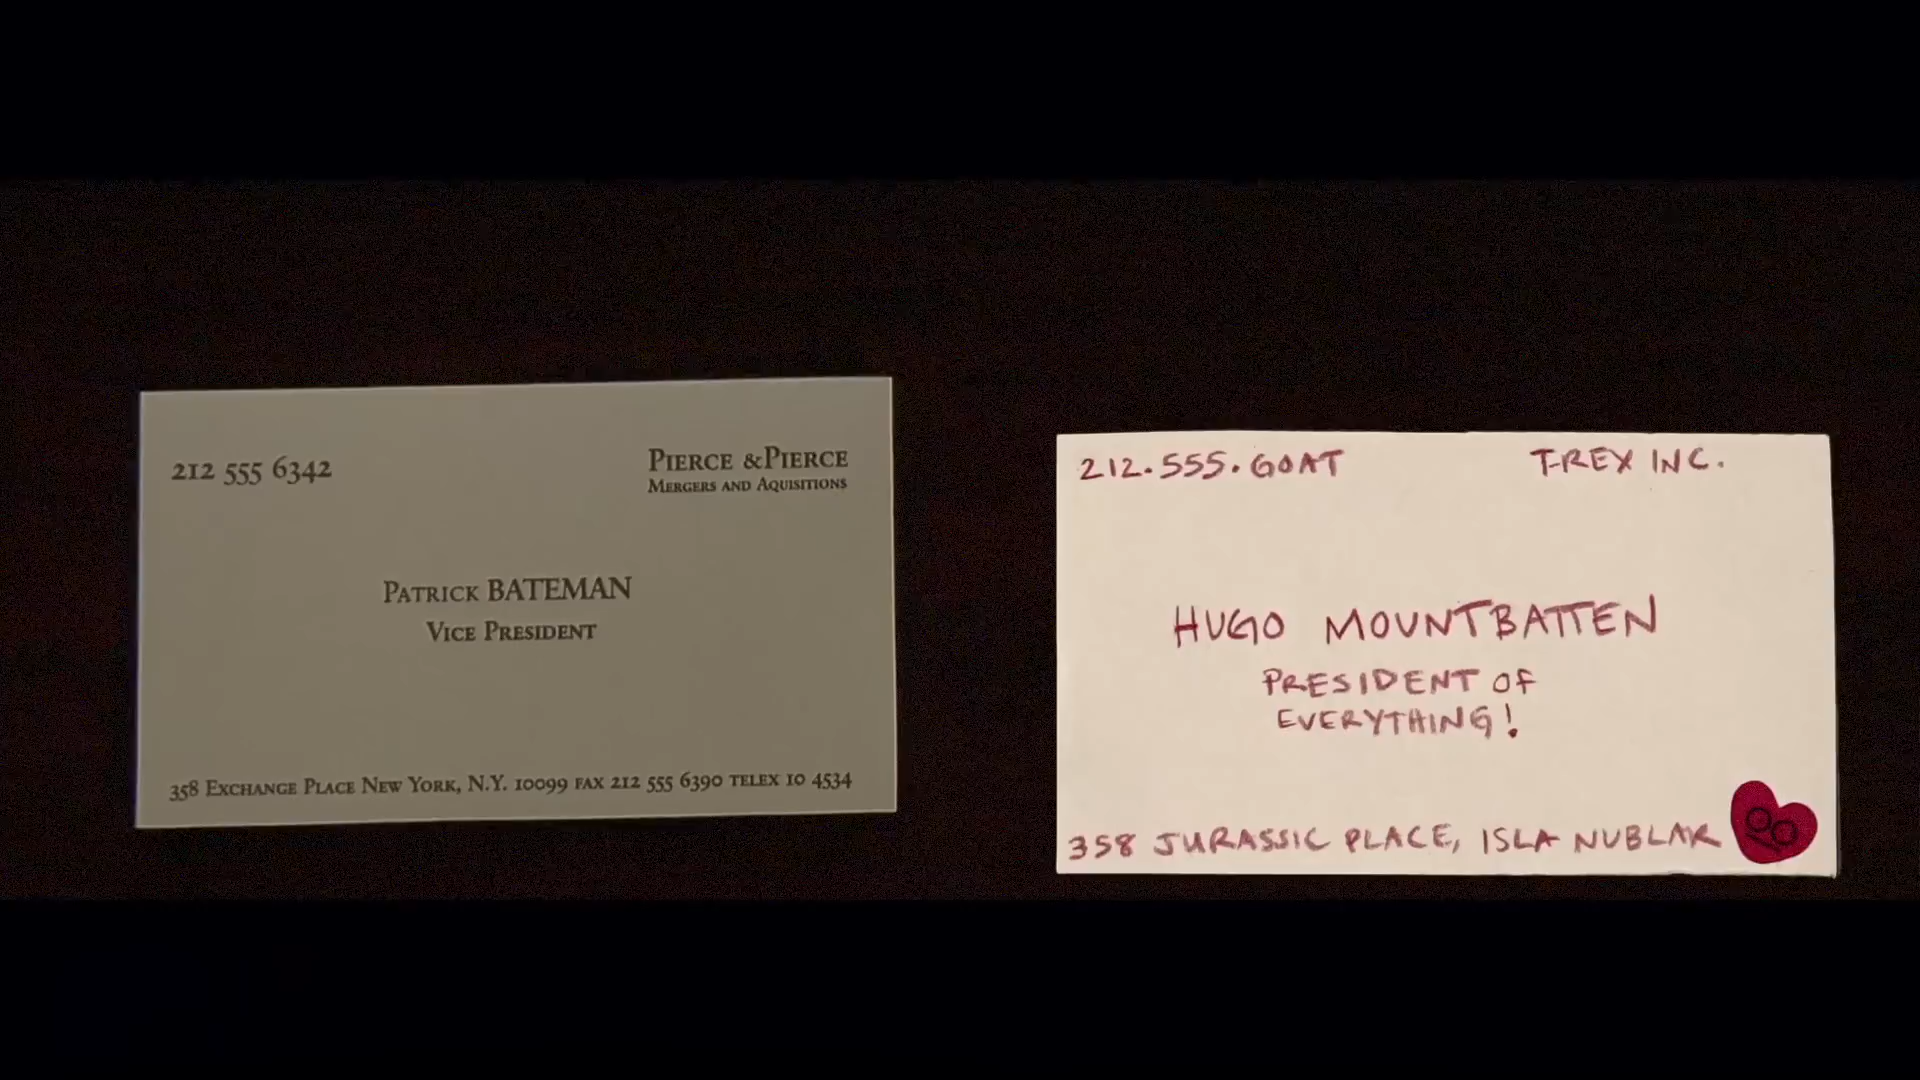 212 555 6342
PIERCE & PIERCE
MERGERS AND AQUISITIONS
PATRICK BATEMAN
VICE PRESIDENT
358 EXCHANGE PLACE NEW YORK, N.Y. 10099 FAX 212 555 6390 TELEX 10 4534
212.555.GOAT
T-REX INC.
HUGO MOUNTBATTEN
PRESIDENT OF
EVERYTHING!
358 JURASSIC PLACE, ISLA NUBLAR